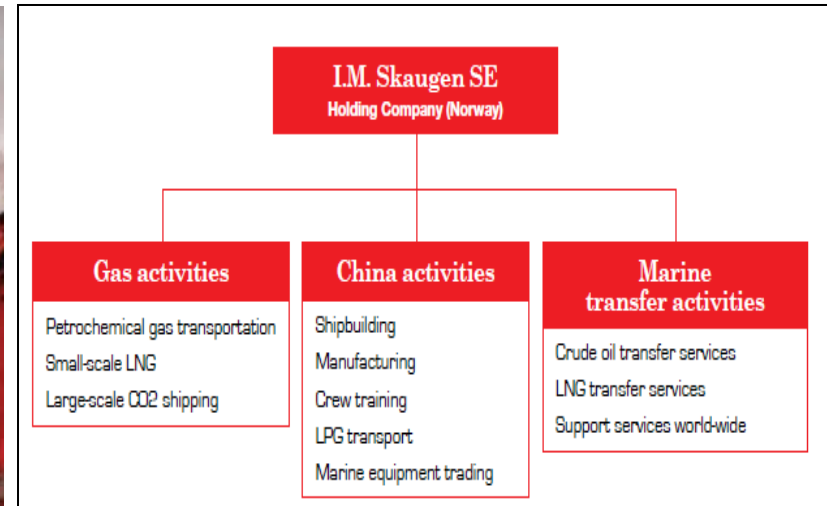 I.M. Skaugen SE
Holding Company (Norway)
Gas activities
Petrochemical gas transportation
Small-scale LNG
Large-scale CO2 shipping
China activities
Shipbuilding
Manufacturing
Crew training
LPG transport
Marine equipment trading
Marine
transfer activities
Crude oil transfer services
LNG transfer services
Support services world-wide